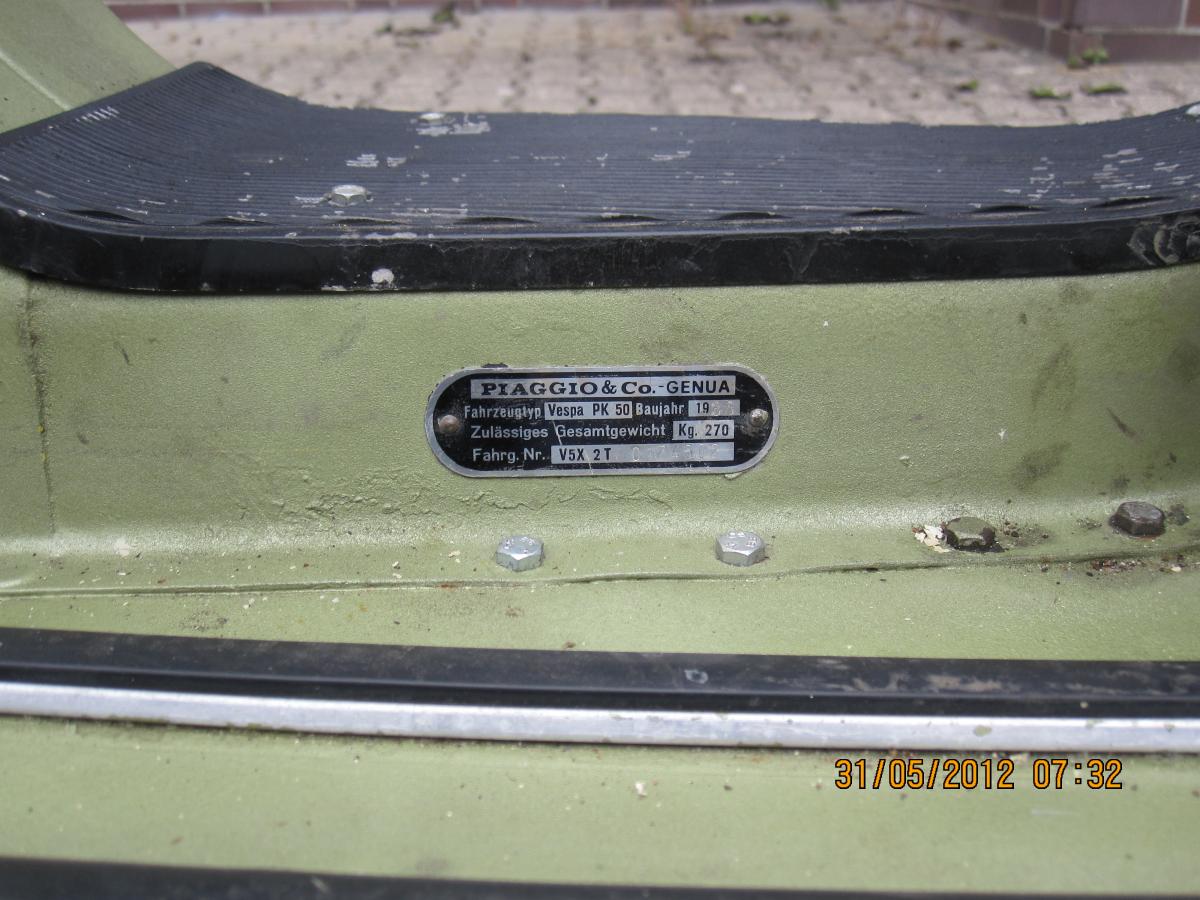 PIAGGIO & Co.-GENUA
Fahrzeugtyp Vespa PK 50 Baujahr 19
Zulässiges Gesamtgewicht Kg. 270
Fahrg. Nr. V5X 2T
31/05/2012 07:32